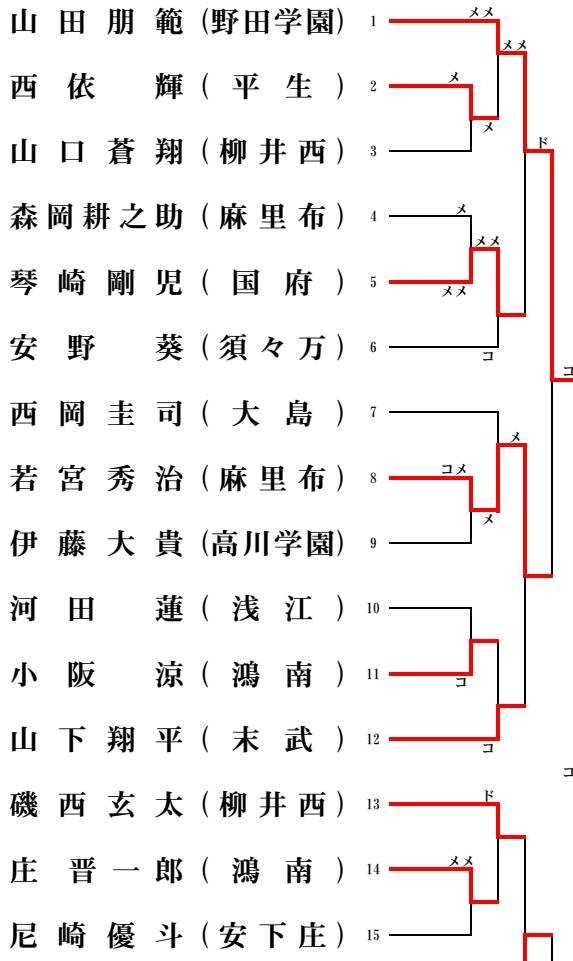 山田朋範(野田学園) 1 メメ
メメ
西依輝(平生) 2 メ
メ
山口蒼翔(柳井西) 3
ド
森岡耕之助(麻里布) 4 メ
メメ
琴崎剛児(国府) 5 メメ
安野葵(須々万) 6 コ
コ
西岡圭司(大島) 7
メ
若宮秀治(麻里布) 8 コメ
メ
伊藤大貴(高川学園) 9
河田蓮(浅江) 10
小阪涼(鴻南) 11 コ
山下翔平(末武) 12 コ
コ
磯西玄太(柳井西) 13 ド
庄晋一郎(鴻南) 14 メメ
尼崎優斗(安下庄) 15